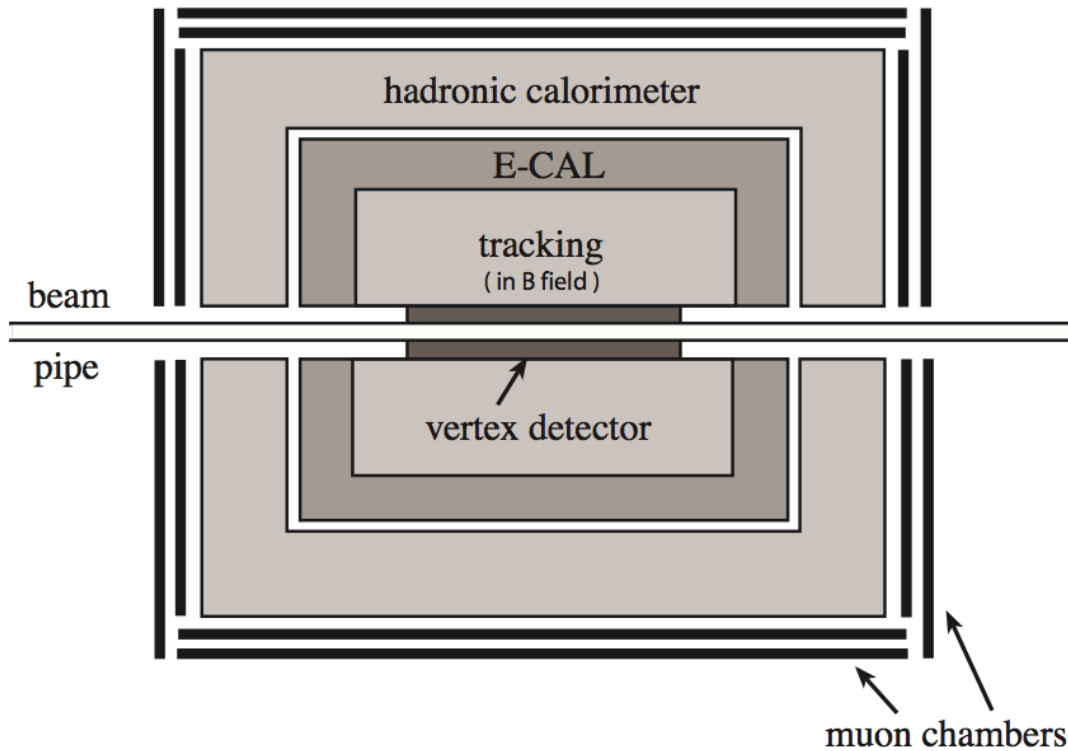 hadronic calorimeter
E-CAL
tracking
( in B field )
beam
pipe
vertex detector
muon chambers